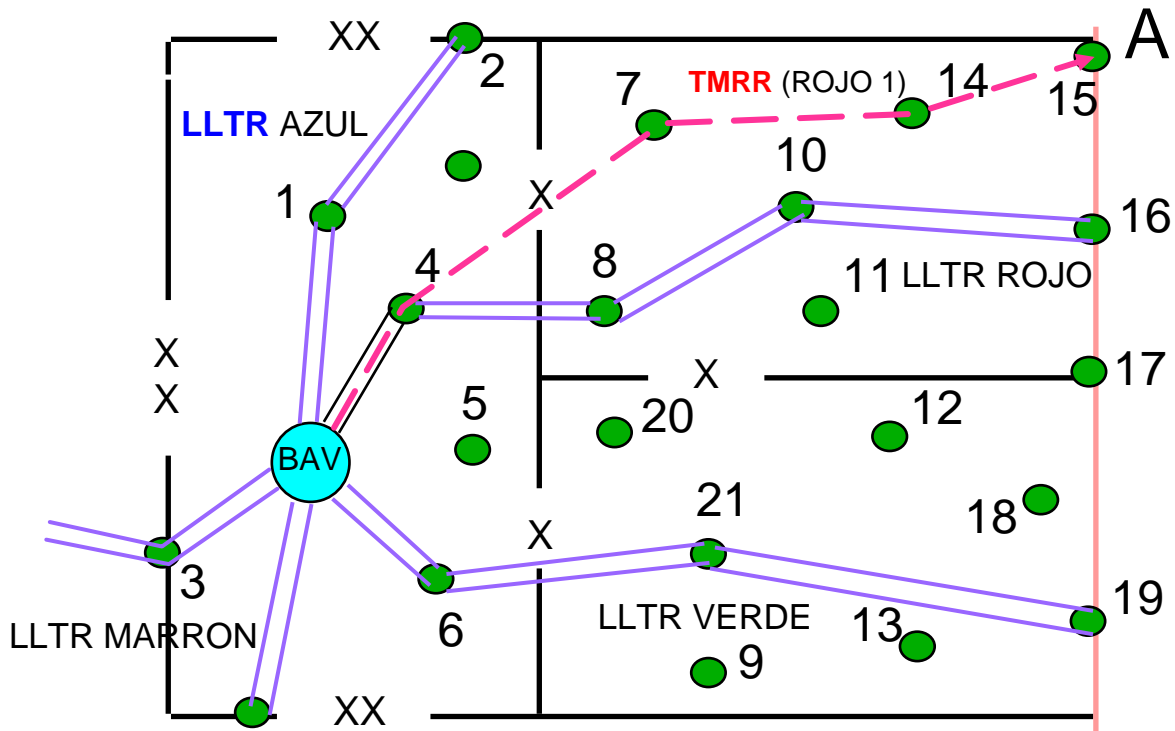 A
XX
2
7
TMRR (ROJO 1)
14
15
LLTR AZUL
10
1
X
16
4
8
11
LLTR ROJO
X
X
X
17
5
20
12
BAV
21
18
X
3
6
LLTR VERDE
13
19
LLTR MARRON
9
XX